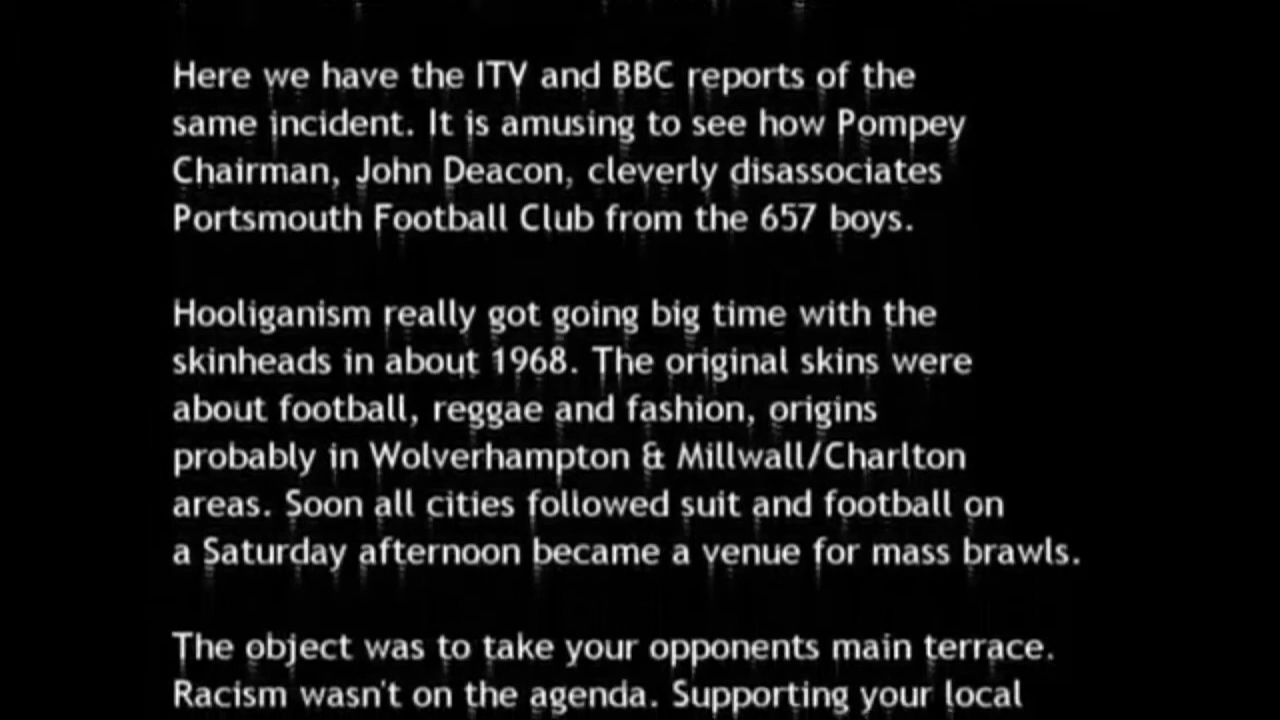 Here we have the ITV and BBC reports of the
same incident. It is amusing to see how Pompey
Chairman, John Deacon, cleverly disassociates
Portsmouth Football Club from the 657 boys.
Hooliganism really got going big time with the
skinheads in about 1968. The original skins were
about football, reggae and fashion, origins
probably in Wolverhampton & Millwall/Charlton
areas. Soon all cities followed suit and football on
a Saturday afternoon became a venue for mass brawls.
The object was to take your opponents main terrace.
Racism wasn't on the agenda. Supporting your local